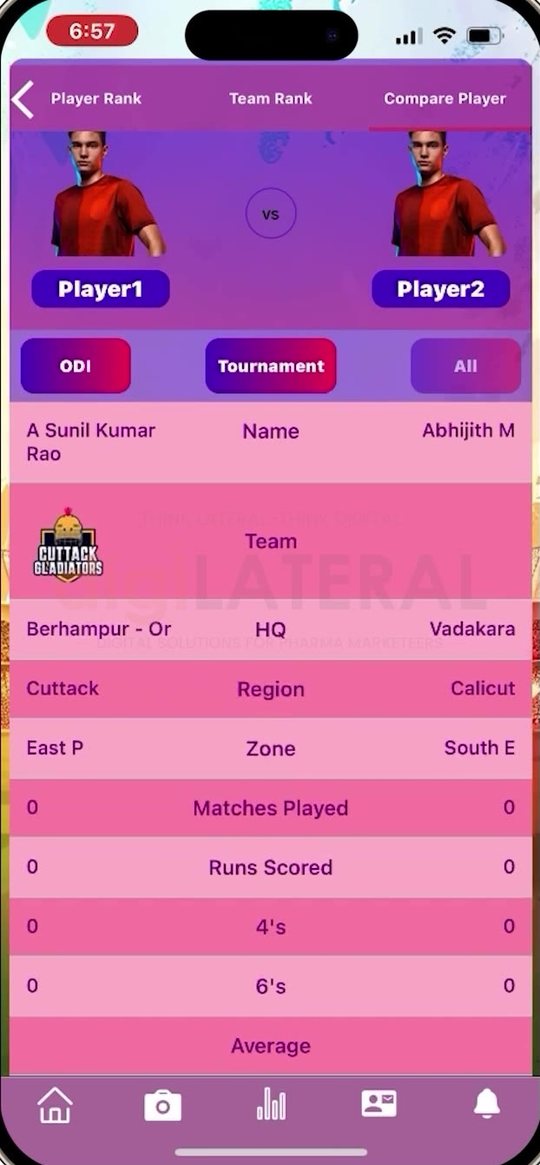 6:57
Player Rank Team Rank Compare Player
VS
Player1 Player2
ODI Tournament All
A Sunil Kumar Rao Name Abhijith M
THINK LATERAL THINK DIGITAL
CUTTACK
GLADIATORS
Team
digiLATERAL
Berhampur - Or HQ Vadakara
DIGITAL SOLUTIONS FOR PHARMA MARKETEERS
Cuttack Region Calicut
East P Zone South E
0 Matches Played 0
0 Runs Scored 0
0 4's 0
0 6's 0
Average